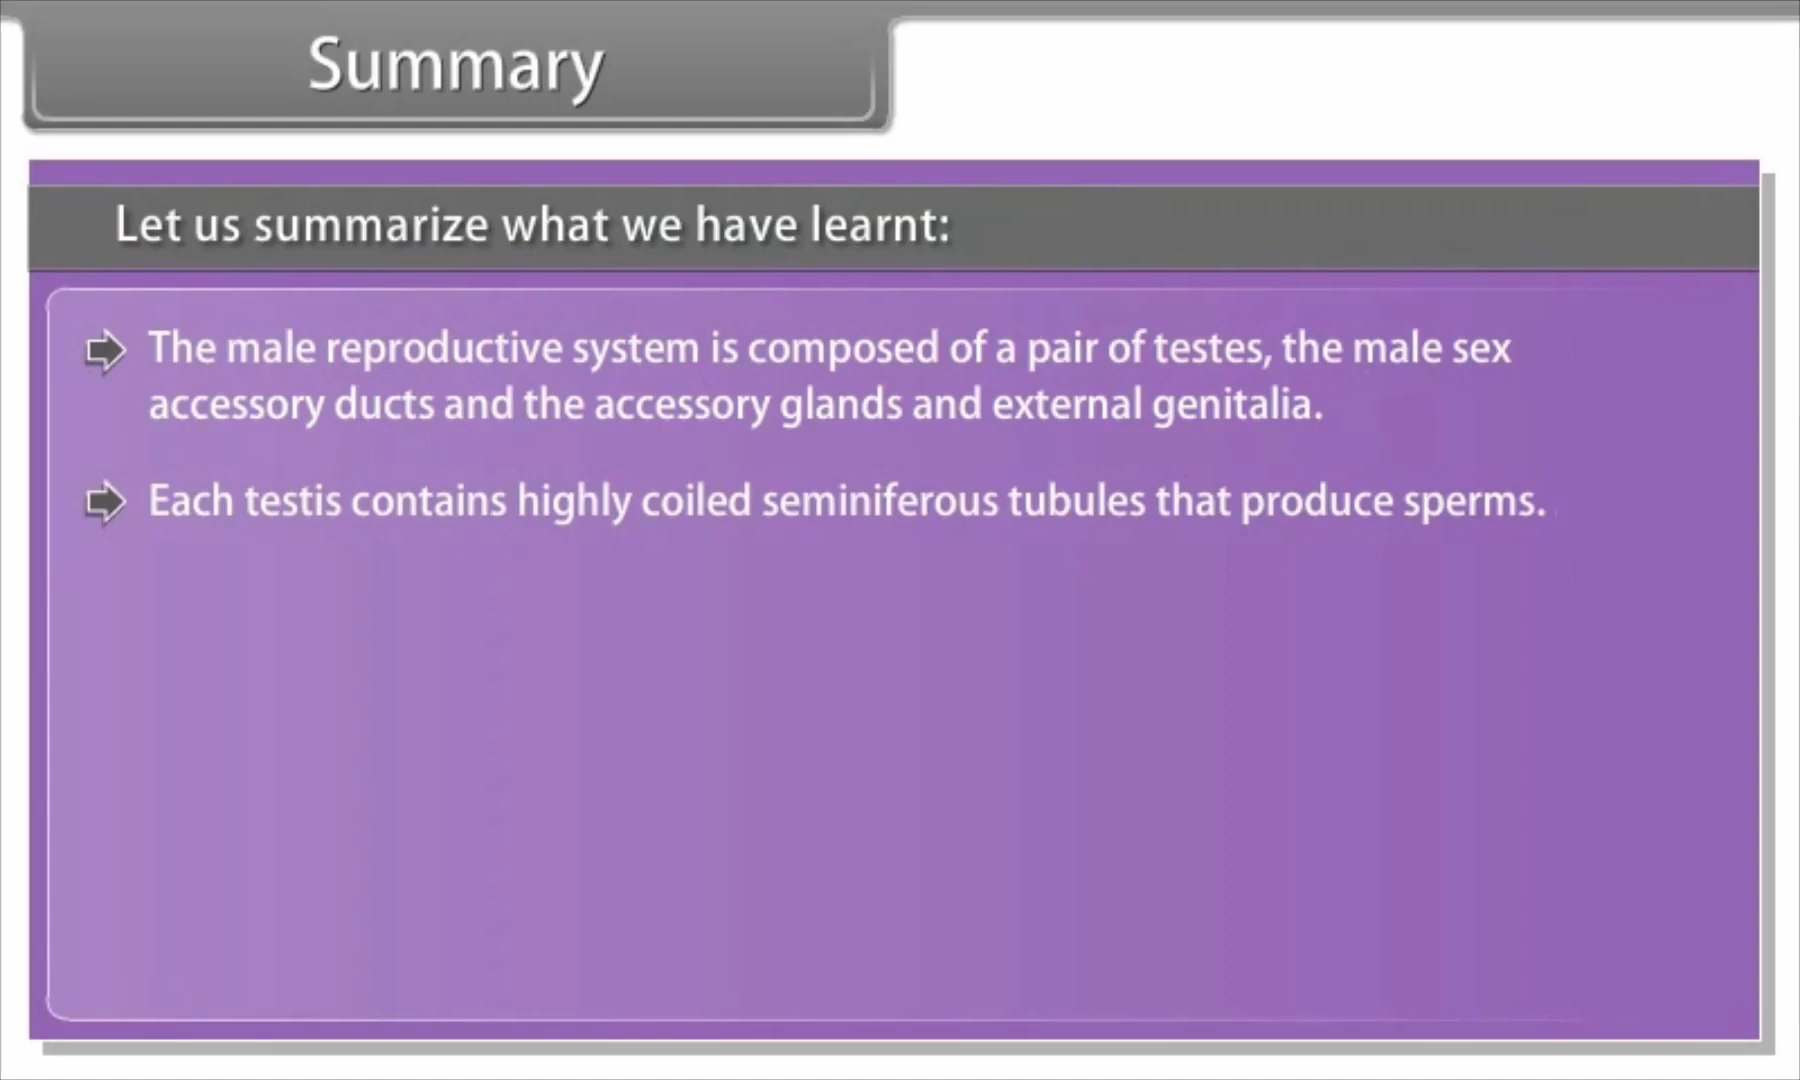 Summary
Let us summarize what we have learnt:
The male reproductive system is composed of a pair of testes, the male sex
accessory ducts and the accessory glands and external genitalia.
Each testis contains highly coiled seminiferous tubules that produce sperms.